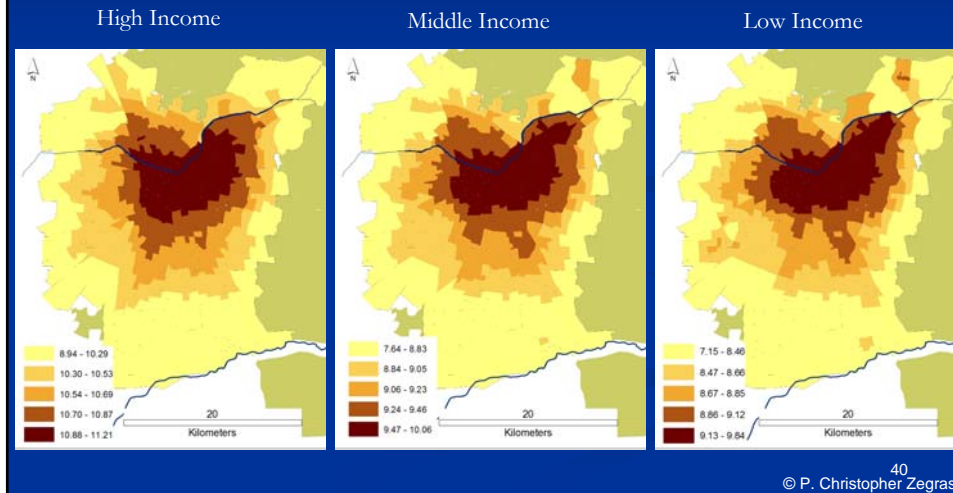 High Income
Middle Income
Low Income
N
8.94 - 10.29
10.30 - 10.53
10.54 - 10.69
10.70 - 10.87
10.88 - 11.21
20
Kilometers
N
7.64 - 8.83
8.84 - 9.05
9.06 - 9.23
9.24 - 9.46
9.47 - 10.06
20
Kilometers
N
7.15 - 8.46
8.47 - 8.66
8.67 - 8.85
8.86 - 9.12
9.13 - 9.84
20
Kilometers
40
© P. Christopher Zegras